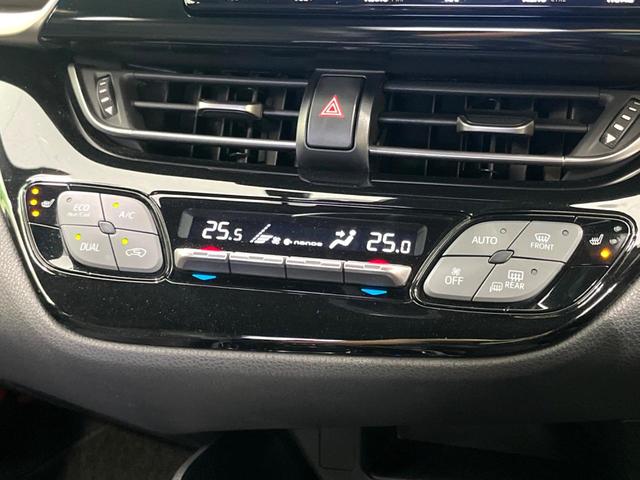 ECO
A/C
DUAL
25.5
nanoe
25.0
AUTO
FRONT
OFF
REAR